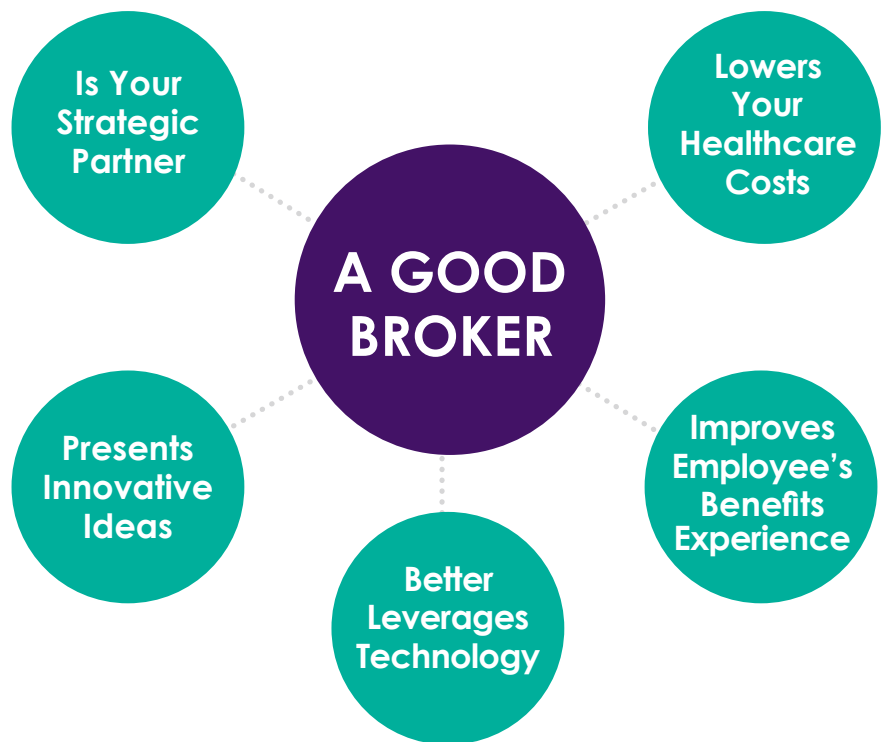 Is Your
Strategic
Partner
Lowers
Your
Healthcare
Costs
A GOOD
BROKER
Presents
Innovative
Ideas
Improves
Employee’s
Benefits
Experience
Better
Leverages
Technology